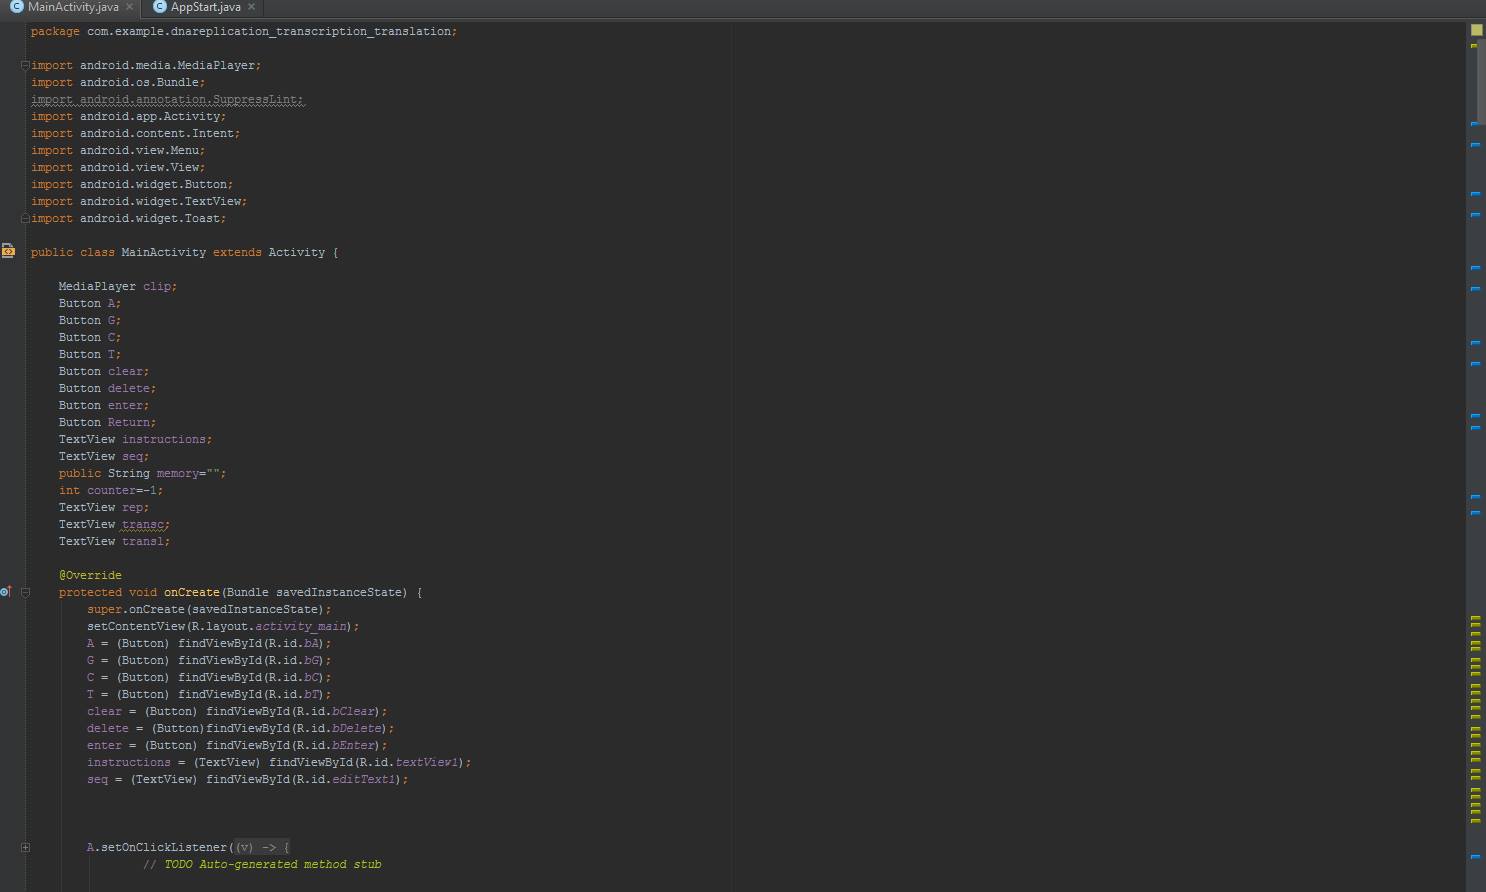 MainActivity.java × AppStart.java ×
package com.example.dnareplication_transcription_translation;
import android.media.MediaPlayer;
import android.os.Bundle;
import android.annotation.SuppressLint;
import android.app.Activity;
import android.content.Intent;
import android.view.Menu;
import android.view.View;
import android.widget.Button;
import android.widget.TextView;
import android.widget.Toast;
public class MainActivity extends Activity {
MediaPlayer clip;
Button A;
Button G;
Button C;
Button T;
Button clear;
Button delete;
Button enter;
Button Return;
TextView instructions;
TextView seq;
public String memory="";
int counter=-1;
TextView rep;
TextView transc;
TextView transl;
@Override
protected void onCreate(Bundle savedInstanceState) {
super.onCreate(savedInstanceState);
setContentView(R.layout.activity_main);
A = (Button) findViewById(R.id.bA);
G = (Button) findViewById(R.id.bG);
C = (Button) findViewById(R.id.bC);
T = (Button) findViewById(R.id.bT);
clear = (Button) findViewById(R.id.bClear);
delete = (Button)findViewById(R.id.bDelete);
enter = (Button) findViewById(R.id.bEnter);
instructions = (TextView) findViewById(R.id.textView1);
seq = (TextView) findViewById(R.id.editText1);
A.setOnClickListener((v) -> {
// TODO Auto-generated method stub